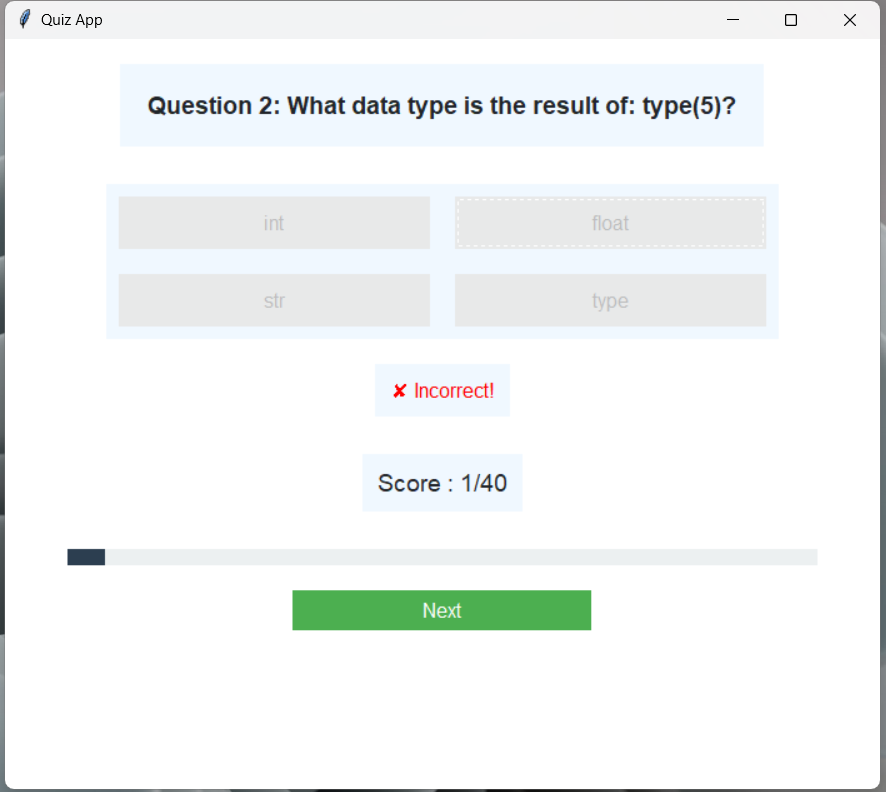 Quiz App
Question 2: What data type is the result of: type(5)?
int
float
str
type
✘ Incorrect!
Score : 1/40
Next